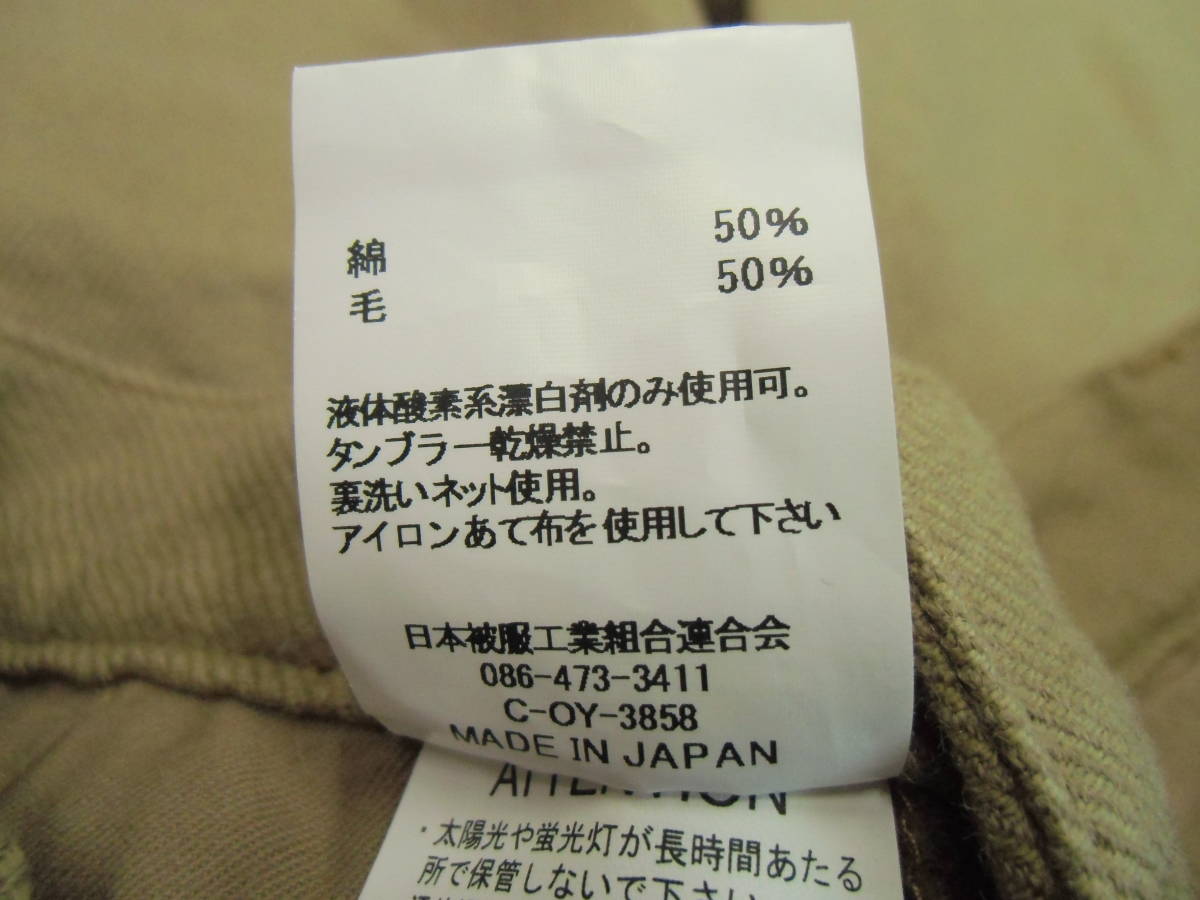 綿 50%
毛 50%
液体酸素系漂白剤のみ使用可。
タンブラー乾燥禁止。
裏洗いネット使用。
アイロンあて布を使用して下さい
日本被服工業組合連合会
086-473-3411
C-OY-3858
MADE IN JAPAN
ATTENTION
・太陽光や蛍光灯が長時間あたる
所で保管しないで下さい